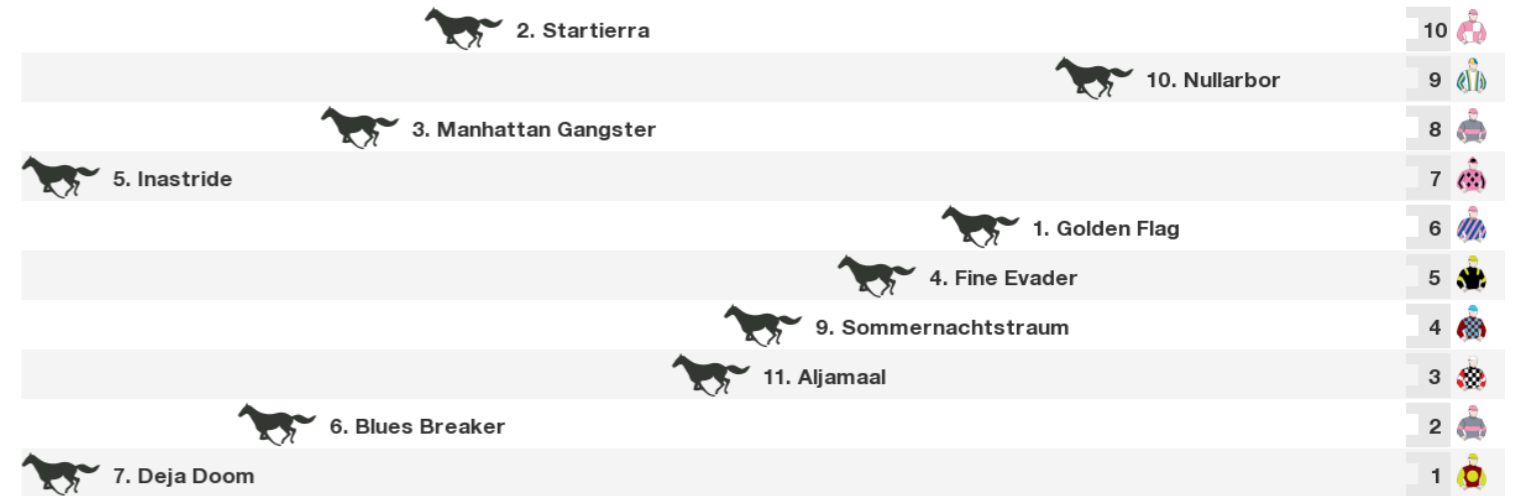 2. Startierra 10
10. Nullarbor 9
3. Manhattan Gangster 8
5. Inastride 7
1. Golden Flag 6
4. Fine Evader 5
9. Sommernachtstraum 4
11. Aljamaal 3
6. Blues Breaker 2
7. Deja Doom 1